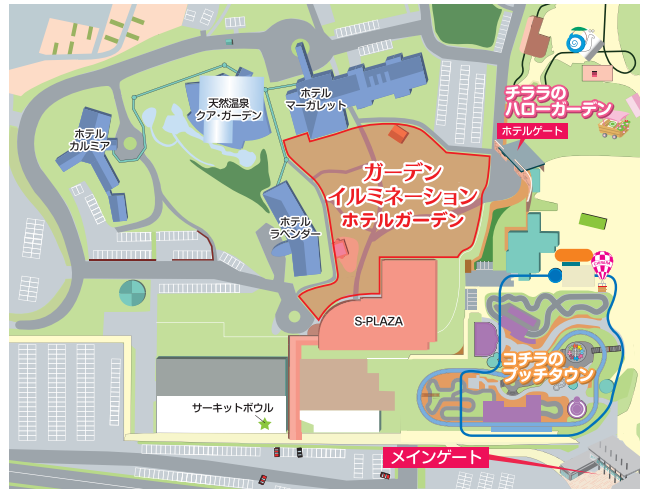 ホテル
マーガレット
天然温泉
クア・ガーデン
チララの
ハローガーデン
ホテルゲート
ホテル
カルミア
ガーデン
イルミネーション
ホテルガーデン
ホテル
ラベンダー
S-PLAZA
コチラの
プッチタウン
サーキットボウル
メインゲート